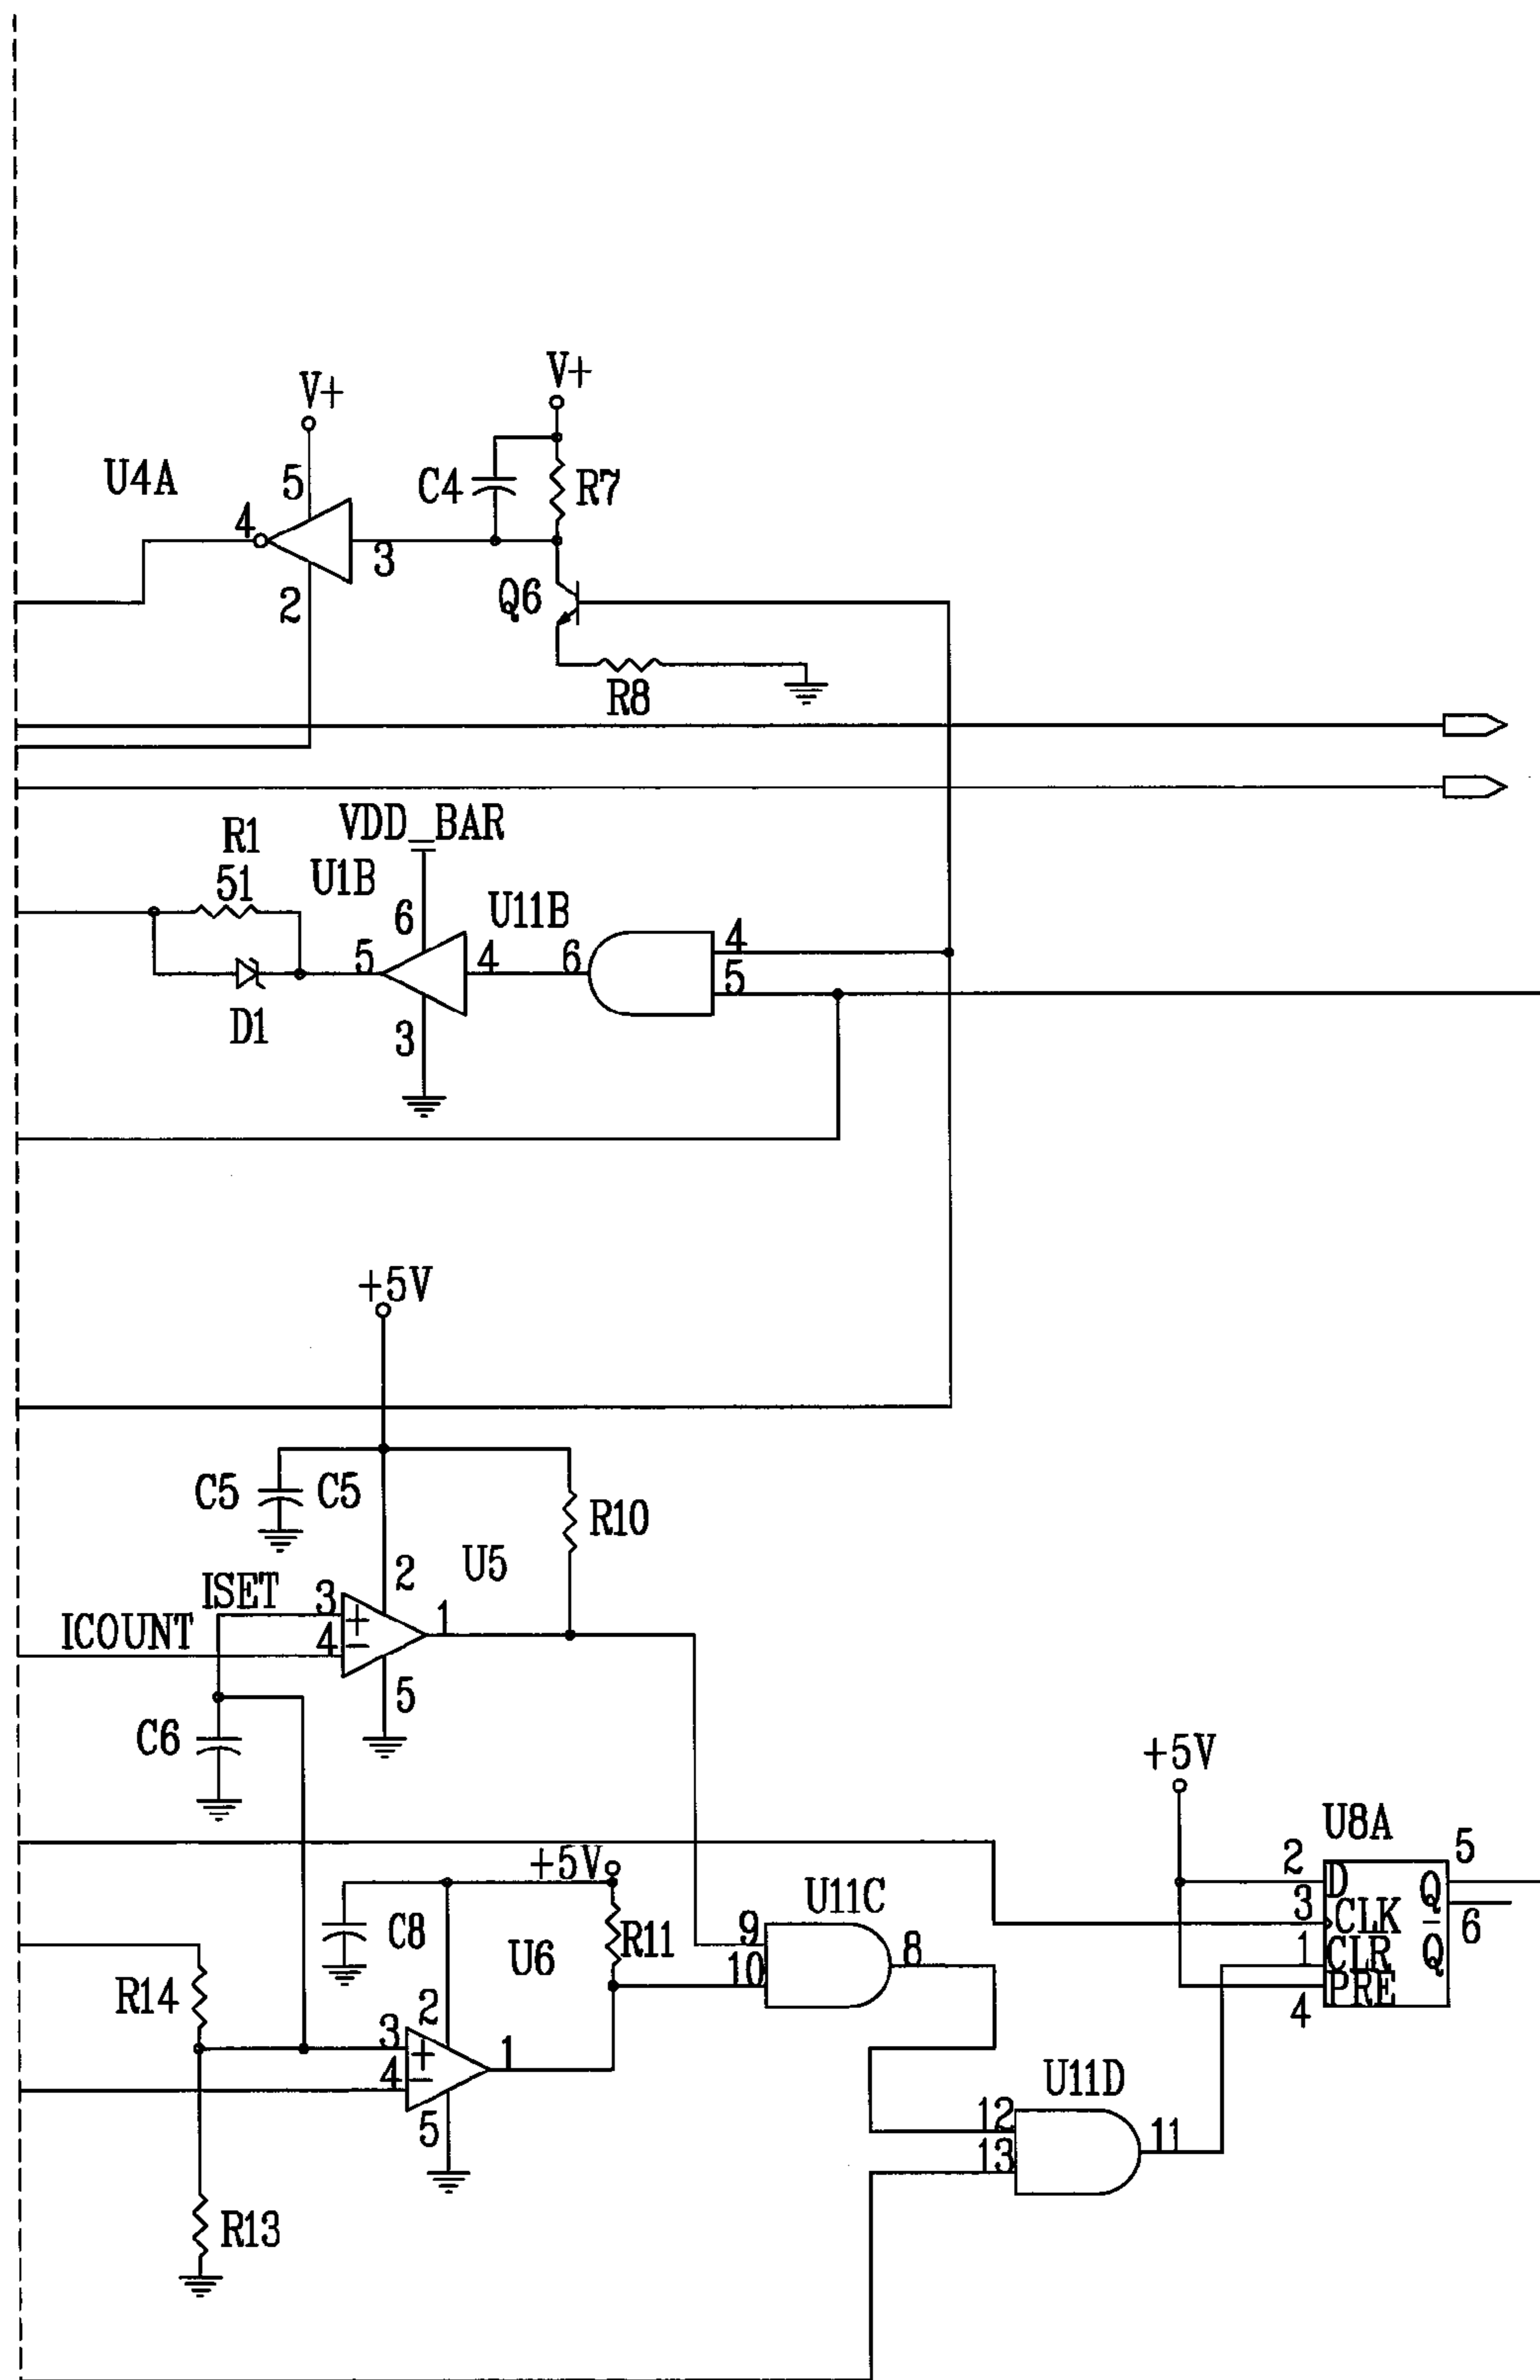 V+
V+
U4A
5
C4
R7
4
3
2
Q6
R8
VDD_BAR
R1
51
U1B
6
U11B
5
4
6
4
5
D1
3
+5V
C5
C5
R10
2
U5
ISET
3
+
1
ICOUNT
4
−
5
C6
+5V
U8A
2
D
Q
5
3
CLK
6
1
CLR
Q̅
4
PRE
+5V
C8
R11
U6
U11C
9
10
8
R14
2
3
+
1
4
−
5
U11D
12
13
11
R13